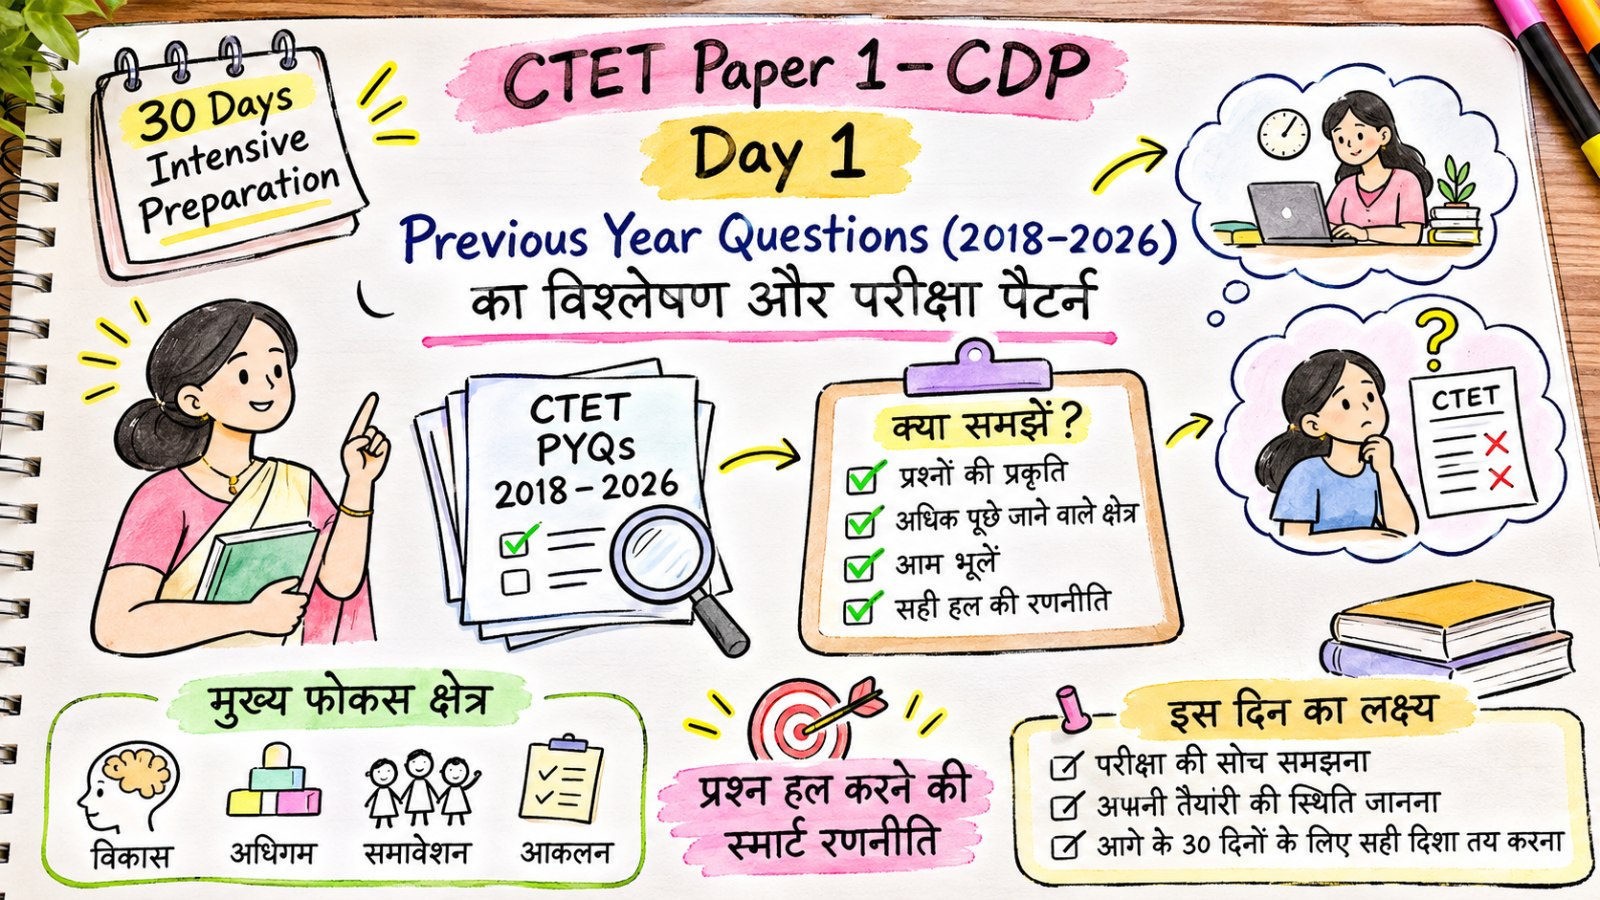 30 Days
Intensive
Preparation
CTET Paper 1 – CDP
Day 1
Previous Year Questions (2018–2026)
का विश्लेषण और परीक्षा पैटर्न
CTET
PYQs
2018 – 2026
क्या समझें ?
प्रश्नों की प्रकृति
अधिक पूछे जाने वाले क्षेत्र
आम भूलें
सही हल की रणनीति
?
CTET
मुख्य फोकस क्षेत्र
विकास
अधिगम
समावेशन
आकलन
प्रश्न हल करने की
स्मार्ट रणनीति
इस दिन का लक्ष्य
परीक्षा की सोच समझना
की स्थिति जानना
आगे के 30 दिनों के लिए सही दिशा तय करना